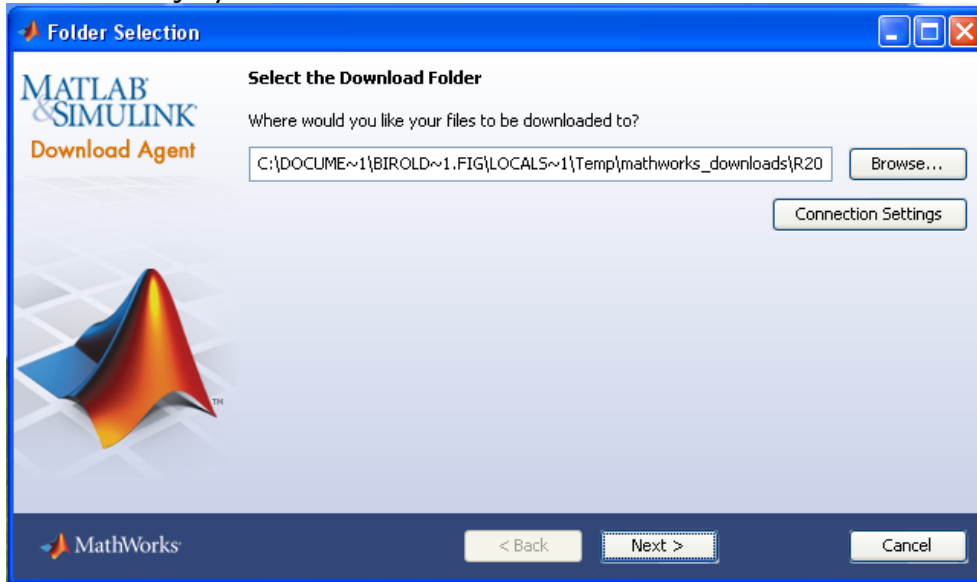 Folder Selection
MATLAB
&SIMULINK
Download Agent
Select the Download Folder
Where would you like your files to be downloaded to?
C:\DOCUME~1\BIROLD~1.FIG\LOCALS~1\Temp\mathworks_downloads\R20
Browse...
Connection Settings
TM
MathWorks
< Back
Next >
Cancel